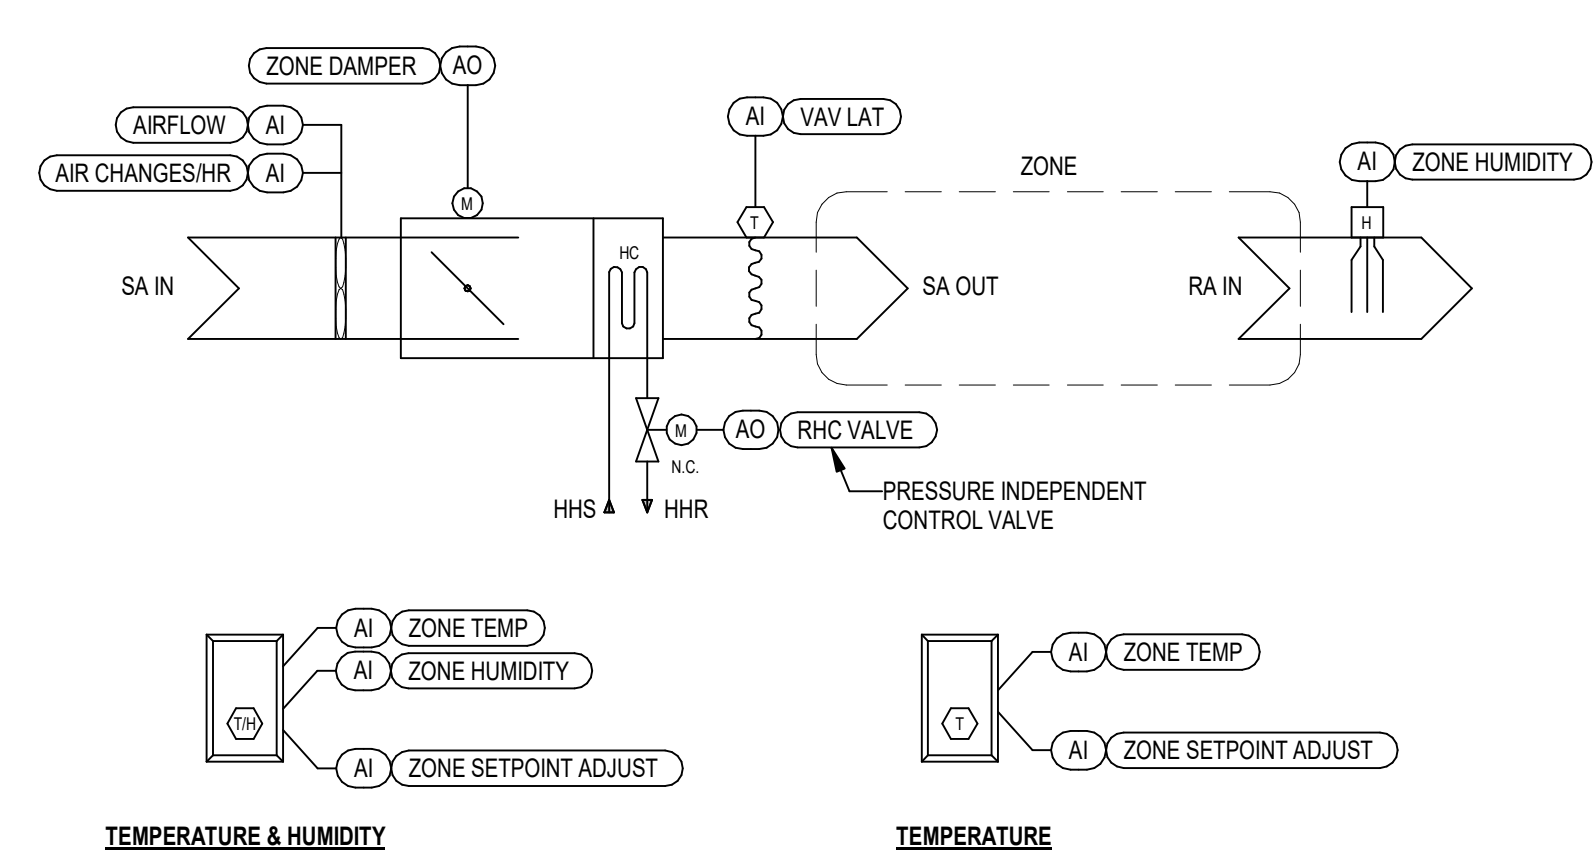 ZONE DAMPER AO
AIRFLOW AI
AI VAV LAT
AIR CHANGES/HR AI
ZONE
AI ZONE HUMIDITY
M
T
H
HC
SA IN
SA OUT
RA IN
M
AO RHC VALVE
N.C.
HHS
HHR
PRESSURE INDEPENDENT
CONTROL VALVE
AI ZONE TEMP
AI ZONE HUMIDITY
T/H
AI ZONE SETPOINT ADJUST
TEMPERATURE & HUMIDITY
AI ZONE TEMP
T
AI ZONE SETPOINT ADJUST
TEMPERATURE